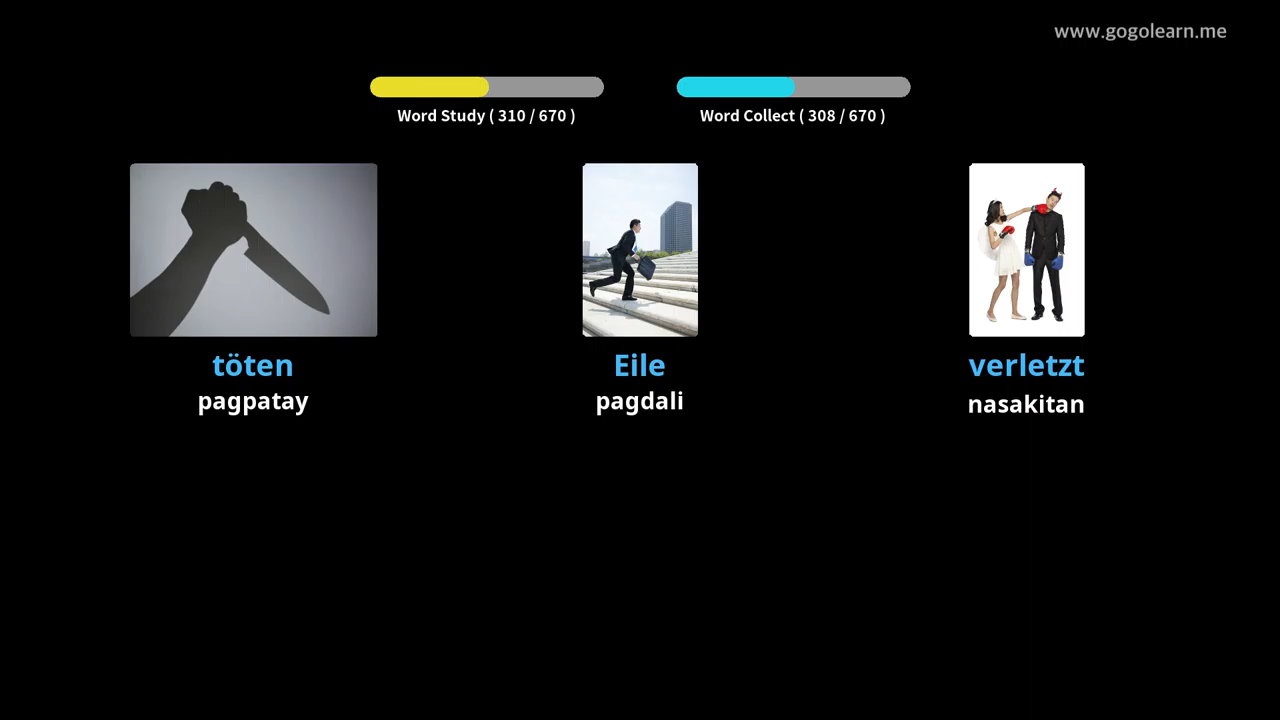 www.gogolearn.me
Word Study ( 310 / 670 )
Word Collect ( 308 / 670 )
töten
Eile
verletzt
pagpatay
pagdali
nasakitan